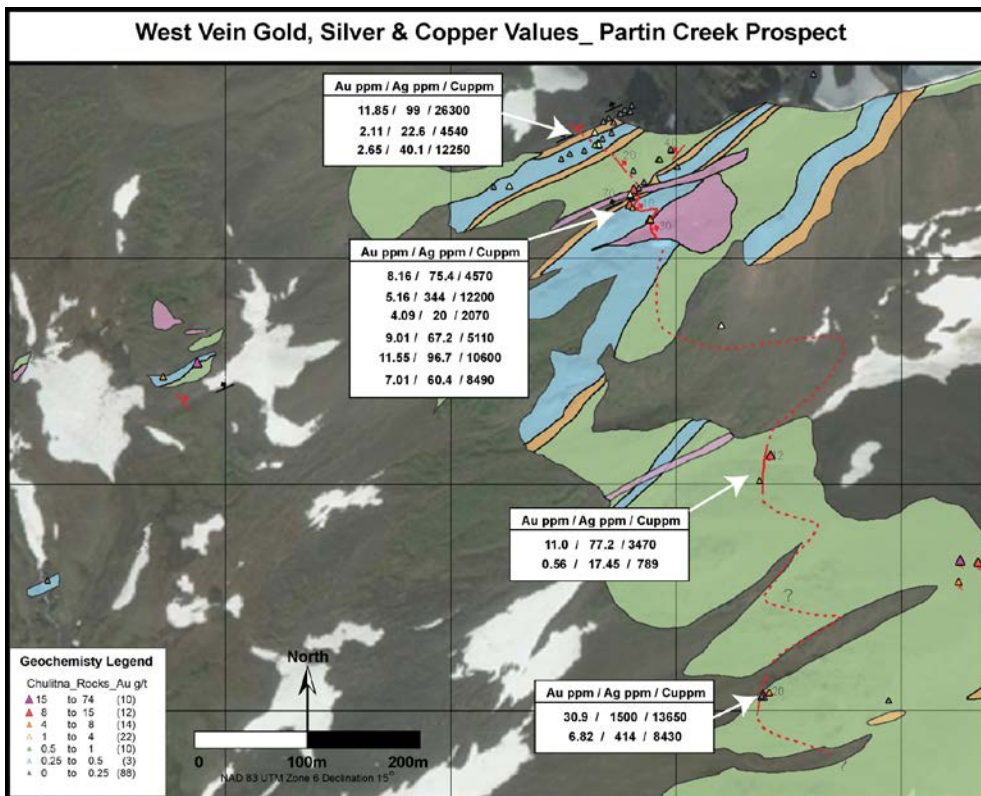 West Vein Gold, Silver & Copper Values_ Partin Creek Prospect
Au ppm / Ag ppm / Cuppm
11.85 / 99 / 26300
2.11 / 22.6 / 4540
2.65 / 40.1 / 12250
20
70
10
30
Au ppm / Ag ppm / Cuppm
8.16 / 75.4 / 4570
5.16 / 344 / 12200
4.09 / 20 / 2070
9.01 / 67.2 / 5110
11.55 / 96.7 / 10600
7.01 / 60.4 / 8490
12
Au ppm / Ag ppm / Cuppm
11.0 / 77.2 / 3470
0.56 / 17.45 / 789
?
Au ppm / Ag ppm / Cuppm
30.9 / 1500 / 13650
6.82 / 414 / 8430
20
?
Geochemisty Legend
Chulitna_Rocks_Au g/t
15 to 74 (10)
8 to 15 (12)
4 to 8 (14)
1 to 4 (22)
0.5 to 1 (10)
0.25 to 0.5 (3)
0 to 0.25 (88)
North
0 100m 200m
NAD 83 UTM Zone 6 Declination 15°